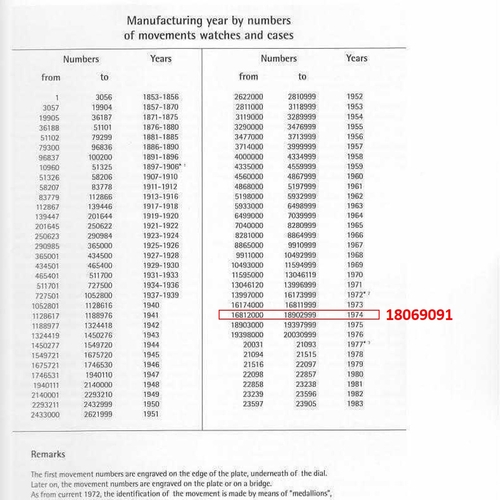 Manufacturing year by numbers
of movements watches and cases
Numbers Years Numbers Years
from to from to
1 3056 1853-1856 2622000 2810999 1952
3057 19904 1857-1870 2811000 3118999 1953
19905 36187 1871-1875 3119000 3289999 1954
36188 51101 1876-1880 3290000 3476999 1955
51102 79299 1881-1885 3477000 3713999 1956
79300 96836 1886-1890 3714000 3999999 1957
96837 100200 1891-1896 4000000 4334999 1958
10960 51325 1897-1906* 4335000 4559999 1959
51326 58206 1907-1910 4560000 4867999 1960
58207 83778 1911-1912 4868000 5197999 1961
83779 112866 1913-1916 5198000 5932999 1962
112867 139446 1917-1918 5933000 6498999 1963
139447 201644 1919-1920 6499000 7039999 1964
201645 250622 1921-1922 7040000 8280999 1965
250623 290984 1923-1924 8281000 8864999 1966
290985 365000 1925-1926 8865000 9910999 1967
365001 434500 1927-1928 9911000 10492999 1968
434501 465400 1929-1930 10493000 11594999 1969
465401 511700 1931-1933 11595000 13046119 1970
511701 727500 1934-1936 13046120 13996999 1971
727501 1052800 1937-1939 13997000 16173999 1972*
1052801 1128616 1940 16174000 16811999 1973
1128617 1188976 1941 16812000 18902999 1974 18069091
1188977 1324418 1942 18903000 19397999 1975
1324419 1450276 1943 19398000 20030999 1976
1450277 1549720 1944 20031 21093 1977*
1549721 1675720 1945 21094 21515 1978
1675721 1746530 1946 21516 22097 1979
1746531 1940110 1947 22098 22857 1980
1940111 2140000 1948 22858 23238 1981
2140001 2293210 1949 23239 23596 1982
2293211 2432999 1950 23597 23905 1983
2433000 2621999 1951
Remarks
The first movement numbers are engraved on the edge of the plate, underneath of the dial.
Later on, the movement numbers are engraved on the plate or on a bridge.
As from current 1972, the identification of the movement is made by means of "medallions",